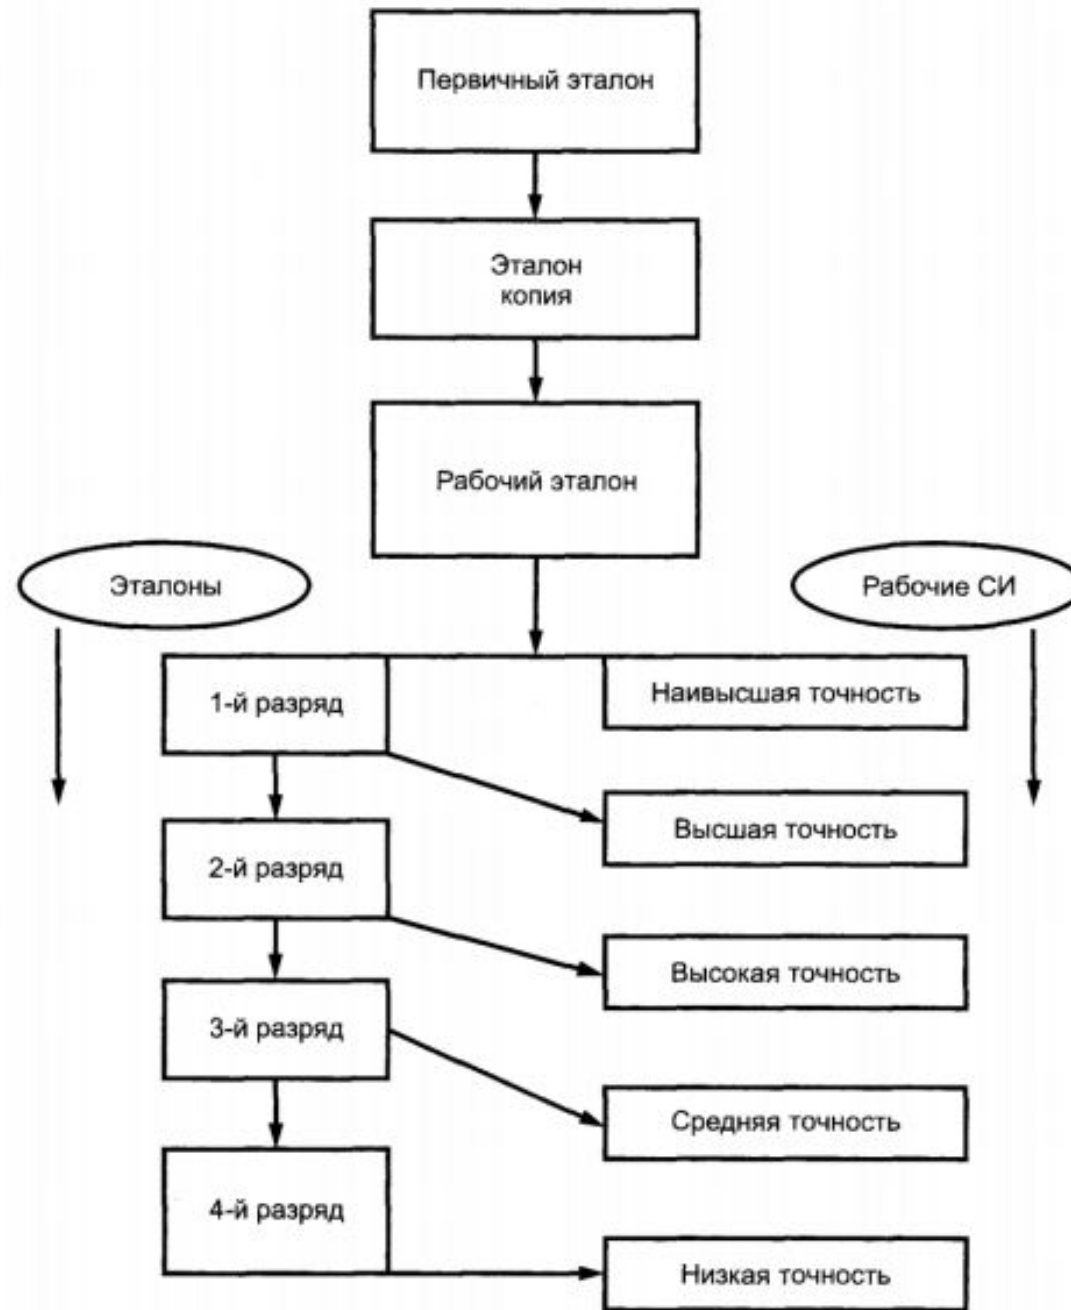 Первичный эталон
Эталон
копия
Рабочий эталон
Эталоны
Рабочие СИ
1-й разряд
Наивысшая точность
Высшая точность
2-й разряд
Высокая точность
3-й разряд
Средняя точность
4-й разряд
Низкая точность